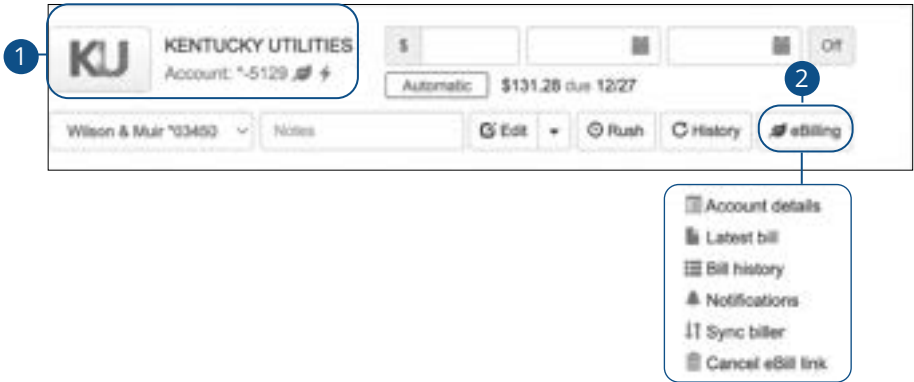 1
KU
KENTUCKY UTILITIES
Account: *-5129
$
Off
Automatic
$131.28 due 12/27
2
Wilson & Muir *03450
Notes
Edit
Rush
History
eBilling
Account details
Latest bill
Bill history
Notifications
Sync biller
Cancel eBill link